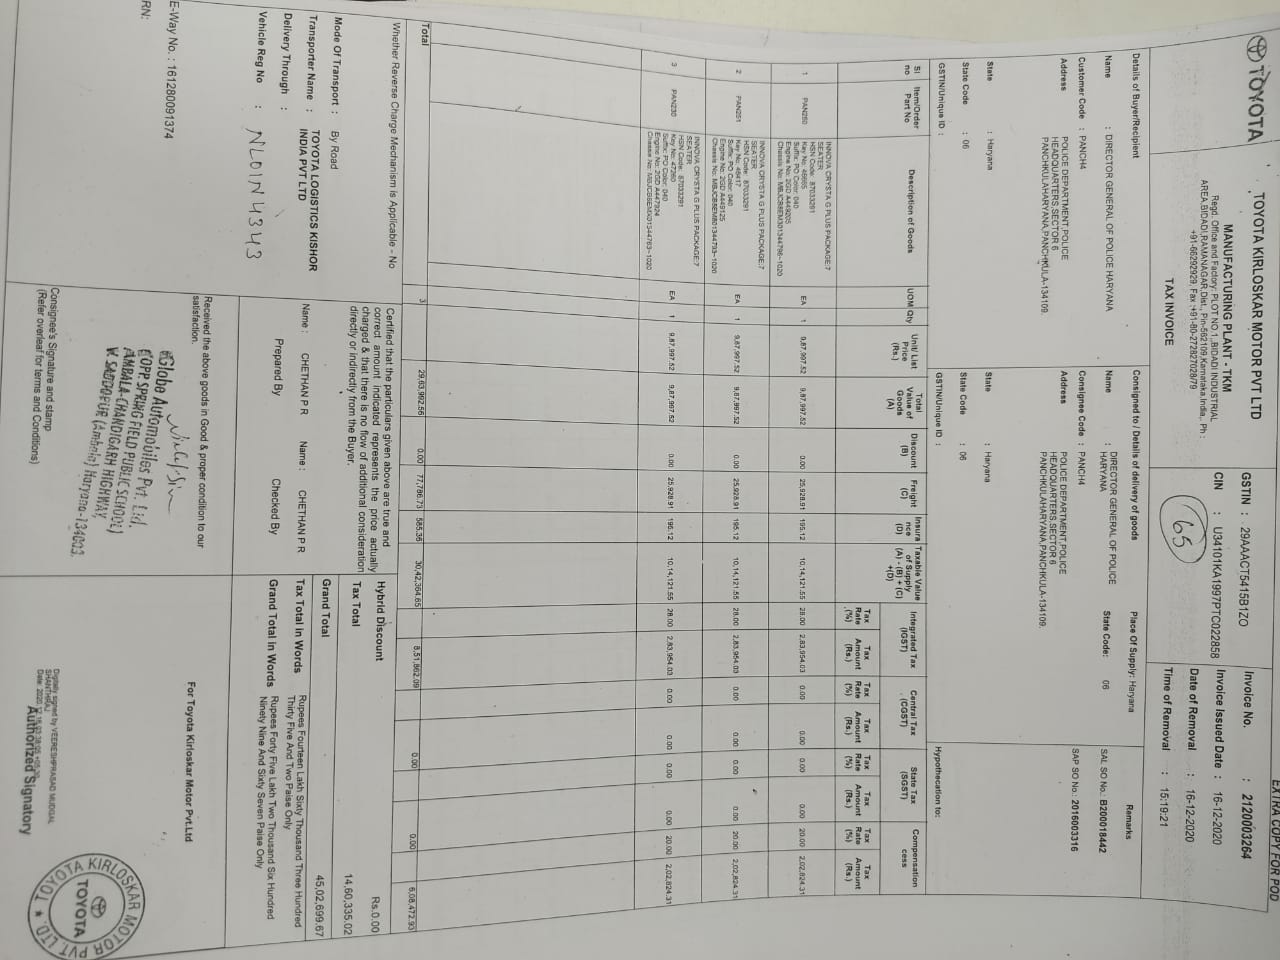 EXTRA COPY FOR POD
TOYOTA
TOYOTA KIRLOSKAR MOTOR PVT LTD
MANUFACTURING PLANT - TKM
Regd. Office and Factory: PLOT NO.1,,BIDADI INDUSTRIAL
AREA,BIDADI,RAMANAGAR,Dist., Pin-562109,Karnataka,India,. Ph :
+91-66292929, Fax :+91-80-272827028/79
TAX INVOICE
GSTIN : 29AAACT5415B1ZO
CIN : U34101KA1997PTC022858
65
Invoice No. : 2120003264
Invoice Issued Date : 16-12-2020
Date of Removal : 16-12-2020
Time of Removal : 15:19:21
Details of Buyer/Recipient
Name : DIRECTOR GENERAL OF POLICE HARYANA
Customer Code : PANCH4
Address POLICE DEPARTMENT,POLICE
HEADQUARTERS,SECTOR 6
PANCHKULAHARYANA,PANCHKULA-134109.
State : Haryana
State Code : 06
GSTIN/Unique ID :
Consigned to / Details of delivery of goods
Place Of Supply: Haryana
Name : DIRECTOR GENERAL OF POLICE
HARYANA
State Code: 06
Consignee Code : PANCH4
Address POLICE DEPARTMENT,POLICE
HEADQUARTERS,SECTOR 6
PANCHKULAHARYANA,PANCHKULA-134109.
State : Haryana
State Code : 06
GSTIN/Unique ID :
Remarks
SAL SO No.: B200018442
SAP SO No.: 2016003316
Hypothecation to:
Sl no Item/Order Part No Description of Goods UOM Qty Unit/ List Price (Rs.) Total Value of Goods (A) Discount (B) Freight (C) Insura nce (D) Taxable Value of Supply (A) - (B) + (C) +(D) Integrated Tax (IGST) Central Tax (CGST) State Tax (SGST) Compensation cess
Tax Rate (%) Tax Amount (Rs.) Tax Rate (%) Tax Amount (Rs.) Tax Rate (%) Tax Amount (Rs.) Tax Rate (%) Tax Amount (Rs.)
INNOVA CRYSTA G PLUS PACKAGE:7
SEATER
HSN Code: 87033291
1 PAN250 Key No: 46665 EA 1 9,87,997.52 9,87,997.52 0.00 25,928.91 195.12 10,14,121.55 28.00 2,83,954.03 0.00 0.00 0.00 0.00 20.00 2,02,824.31
Suffix: PO Color: 040
Engine No: 2GD A449205
Chassis No: MBJCB8EM301344796-1020
INNOVA CRYSTA G PLUS PACKAGE:7
SEATER
HSN Code: 87033291
2 PAN251 Key No: 46417 EA 1 9,87,997.52 9,87,997.52 0.00 25,928.91 195.12 10,14,121.55 28.00 2,83,954.03 0.00 0.00 0.00 0.00 20.00 2,02,824.31
Suffix: PO Color: 040
Engine No: 2GD A449125
Chassis No: MBJCB8EM801344793-1020
INNOVA CRYSTA G PLUS PACKAGE:7
SEATER
HSN Code: 87033291
3 PAN230 Key No: 47260 EA 1 9,87,997.52 9,87,997.52 0.00 25,928.91 195.12 10,14,121.55 28.00 2,83,954.03 0.00 0.00 0.00 0.00 20.00 2,02,824.31
Suffix: PO Color: 040
Engine No: 2GD A447924
Chassis No: MBJCB8EMX01344763-1020
Total 3 29,63,992.56 0.00 77,786.73 585.36 30,42,364.65 8,51,862.09 0.00 0.00 6,08,472.93
Whether Reverse Charge Mechanism is Applicable - No
Mode Of Transport : By Road
Transporter Name : TOYOTA LOGISTICS KISHOR
INDIA PVT LTD
Delivery Through :
Vehicle Reg No : NL01N4343
E-Way No. : 161280091374
RN:
Certified that the particulars given above are true and
correct amount indicated represents the price actually
charged & that there is no flow of additional consideration
directly or indirectly from the Buyer.
Name : CHETHAN P R Name : CHETHAN P R
Prepared By Checked By
Hybrid Discount Rs.0.00
Tax Total 14,60,335.02
Grand Total 45,02,699.67
Tax Total in Words Rupees Fourteen Lakh Sixty Thousand Three Hundred
Thirty Five And Two Paise Only
Grand Total in Words Rupees Forty Five Lakh Two Thousand Six Hundred
Ninety Nine And Sixty Seven Paise Only
Received the above goods in Good & proper condition to our
satisfaction.
Globe Automobiles Pvt. Ltd.
(OPP. SPRING FIELD PUBLIC SCHOOL)
AMBALA-CHANDIGARH HIGHWAY,
V. SADDOPUR (Ambala) Haryana-134003.
Consignee's Signature and stamp
(Refer overleaf for terms and Conditions)
For Toyota Kirloskar Motor Pvt.Ltd
TOYOTA KIRLOSKAR MOTOR PVT. LTD.
TOYOTA
Digitally signed by VEERESHPRASAD MUDGAL
SHANTHRAJ
Date: 2020.12.16
Authorized Signatory